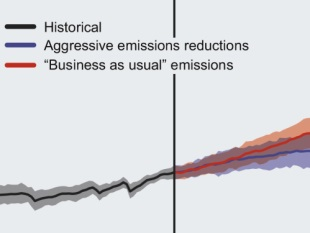 Historical
Aggressive emissions reductions
“Business as usual” emissions